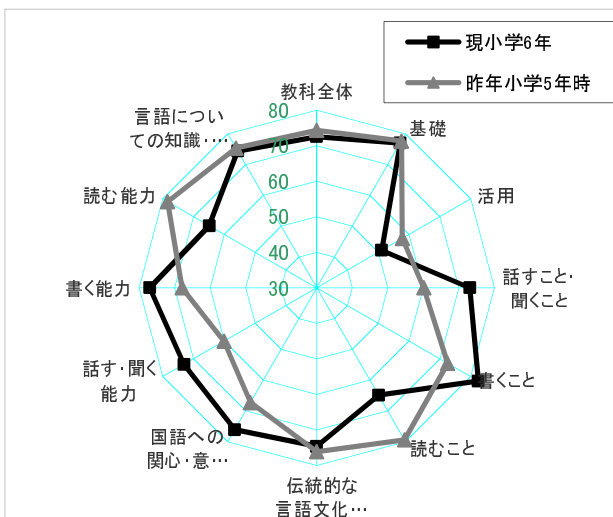 現小学6年
昨年小学5年時
教科全体
基礎
活用
話すこと・
聞くこと
書くこと
読むこと
伝統的な
言語文化…
国語への
関心・意…
話す・聞く
能力
書く能力
読む能力
言語につい
ての知識・…
80
70
60
50
40
30